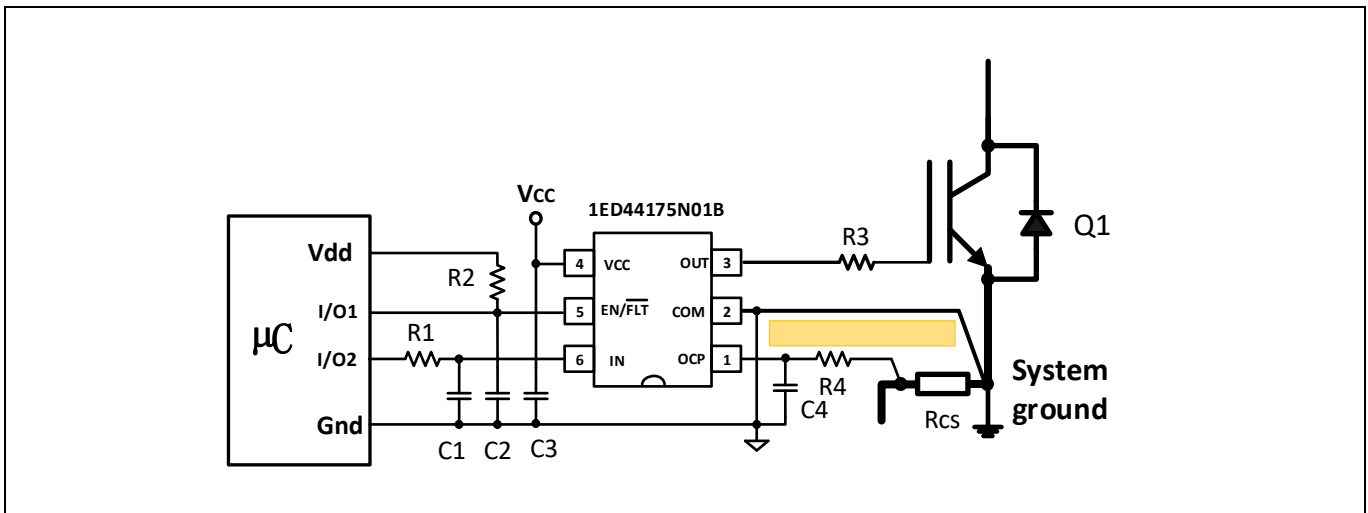 Vcc
1ED44175N01B
Vdd
R2
4 VCC OUT 3
R3
Q1
I/O1
5 EN/FLT COM 2
μC
R1
I/O2
6 IN OCP 1
R4
C4
Rcs
System
ground
Gnd
C1 C2 C3